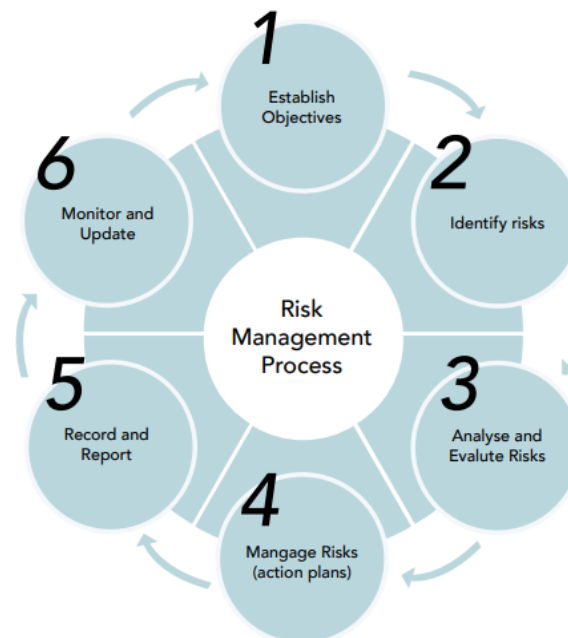 1
Establish
Objectives
2
Identify risks
3
Analyse and
Evalute Risks
4
Mangage Risks
(action plans)
5
Record and
Report
6
Monitor and
Update
Risk
Management
Process